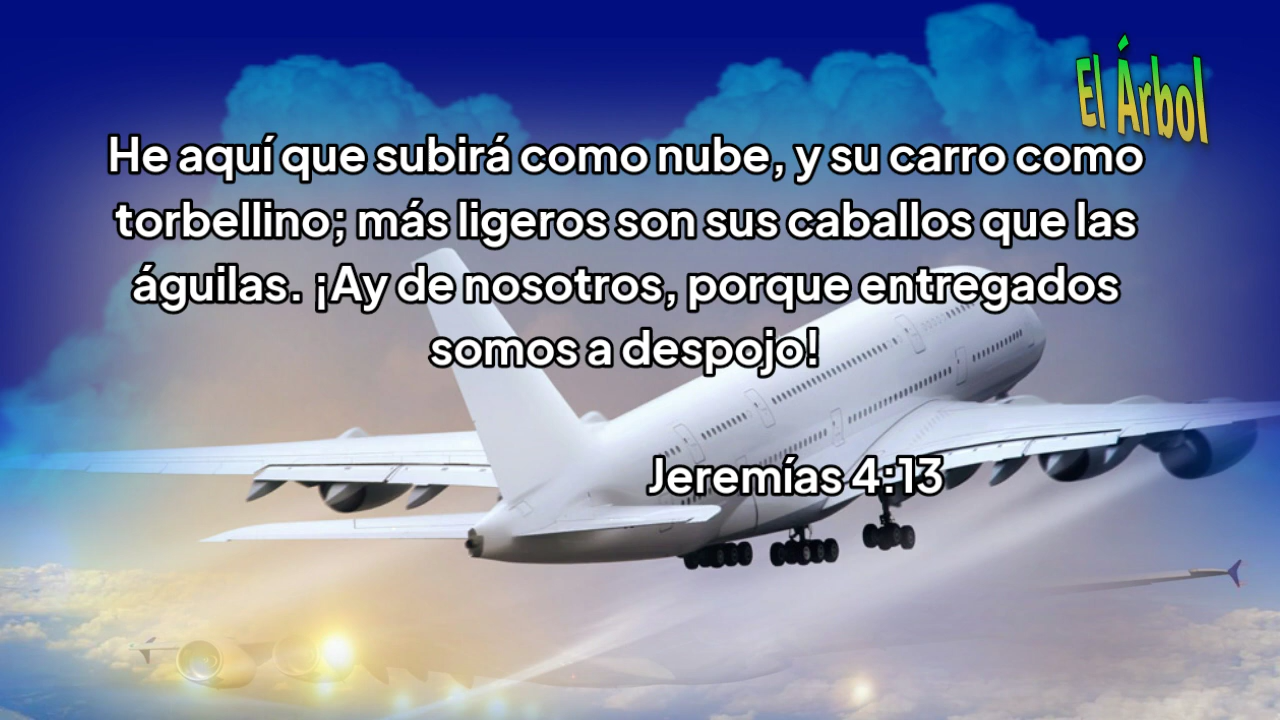 El Árbol
He aquí que subirá como nube, y su carro como
torbellino; más ligeros son sus caballos que las
águilas. ¡Ay de nosotros, porque entregados
somos a despojo!
Jeremías 4:13